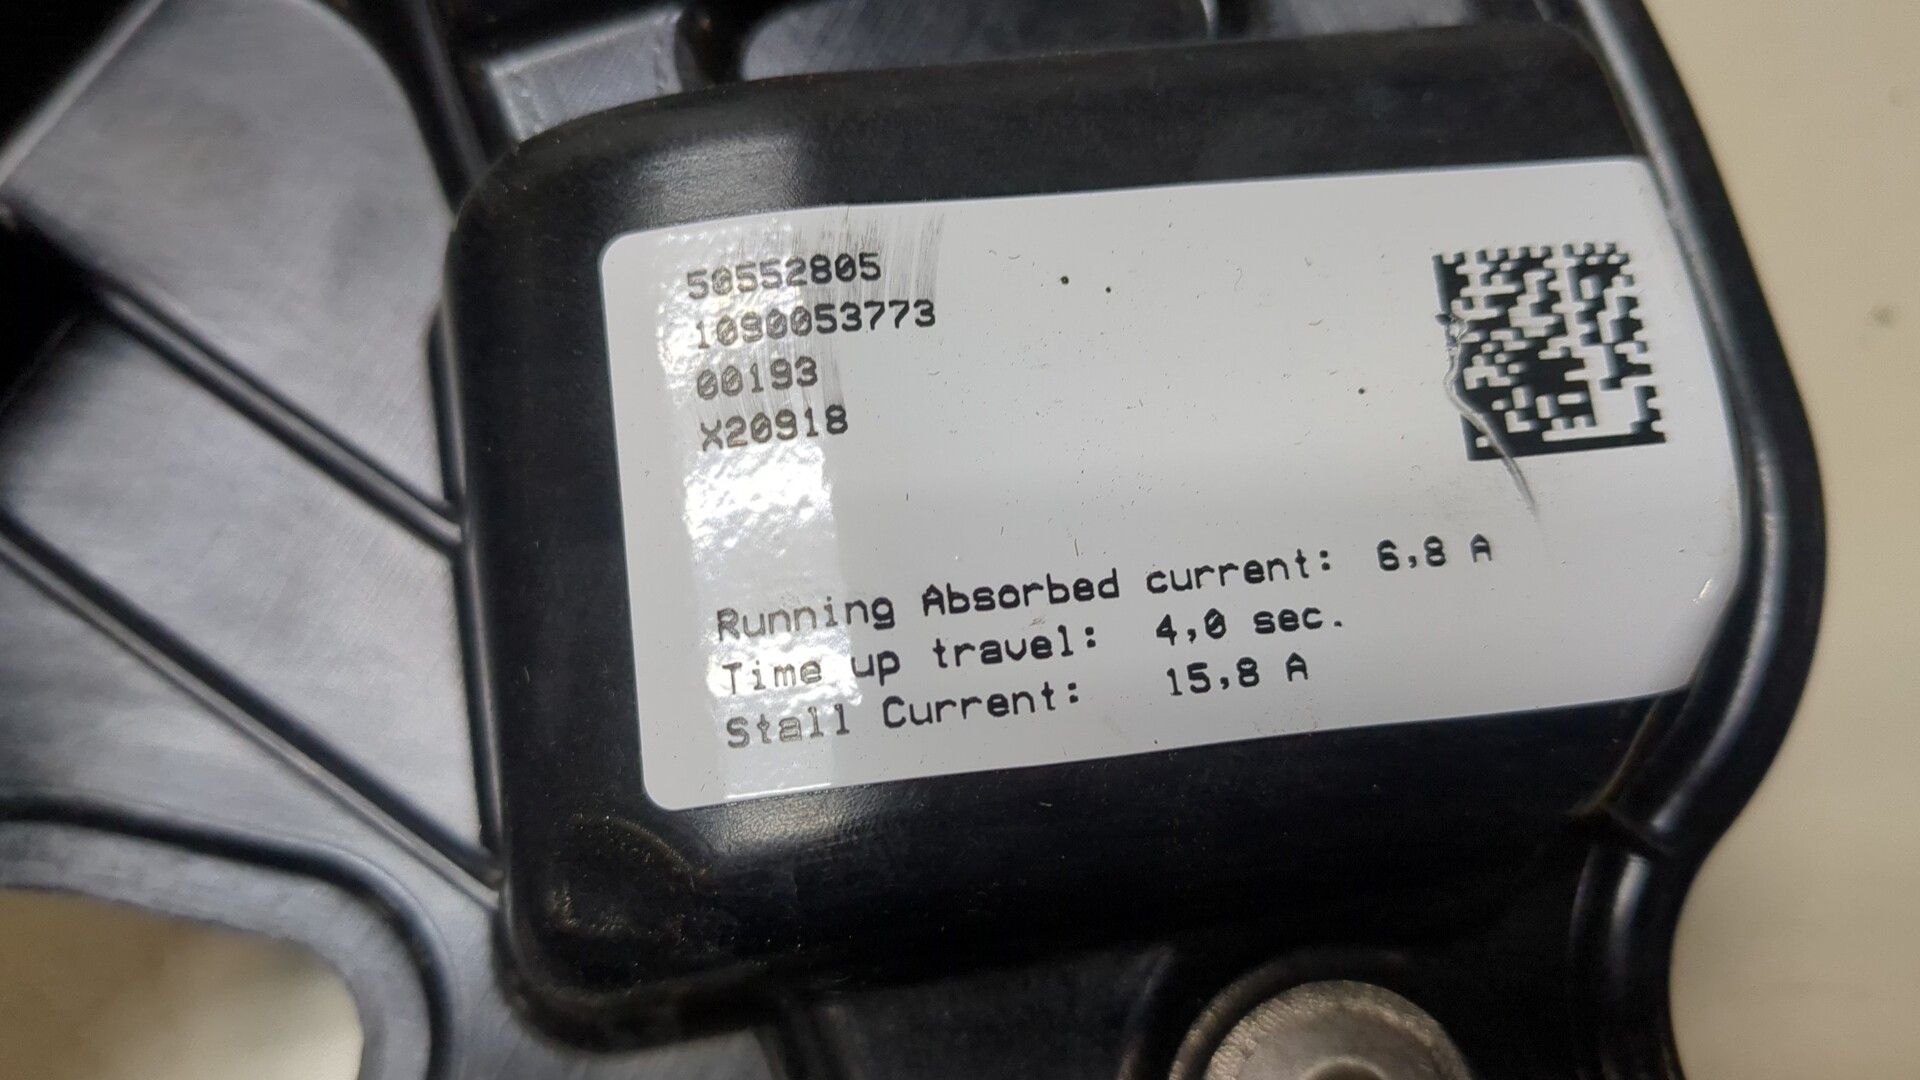 50552805
1090053773
00193
X20918
Running Absorbed current: 6,8 A
Time up travel: 4,0 sec.
Stall Current: 15,8 A